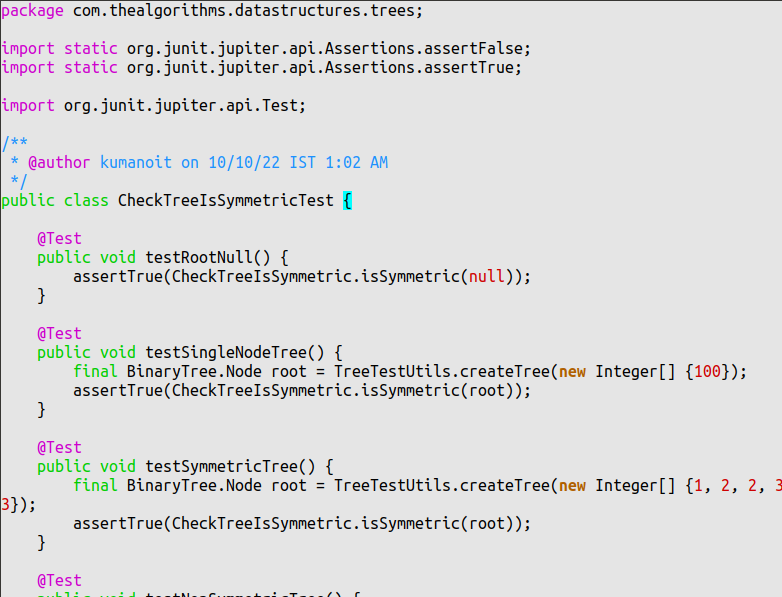 package com.thealgorithms.datastructures.trees;
import static org.junit.jupiter.api.Assertions.assertFalse;
import static org.junit.jupiter.api.Assertions.assertTrue;
import org.junit.jupiter.api.Test;
/**
 * @author kumanoit on 10/10/22 IST 1:02 AM
 */
public class CheckTreeIsSymmetricTest {
    @Test
    public void testRootNull() {
        assertTrue(CheckTreeIsSymmetric.isSymmetric(null));
    }
    @Test
    public void testSingleNodeTree() {
        final BinaryTree.Node root = TreeTestUtils.createTree(new Integer[] {100});
        assertTrue(CheckTreeIsSymmetric.isSymmetric(root));
    }
    @Test
    public void testSymmetricTree() {
        final BinaryTree.Node root = TreeTestUtils.createTree(new Integer[] {1, 2, 2, 3
3});
        assertTrue(CheckTreeIsSymmetric.isSymmetric(root));
    }
    @Test
    public void